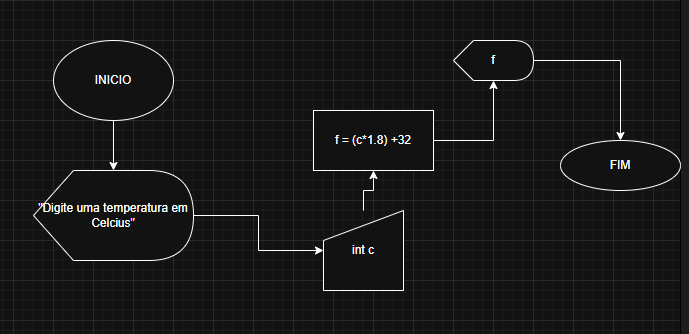 INICIO
"Digite uma temperatura em
Celcius"
int c
f = (c*1.8) +32
f
FIM